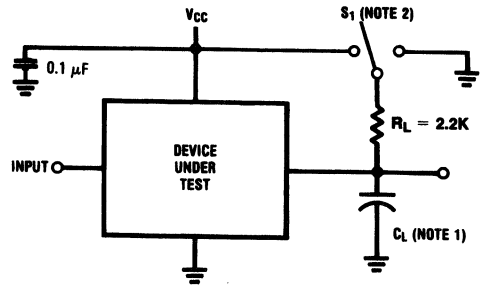 VCC
S1 (NOTE 2)
0.1 μF
RL = 2.2K
DEVICE
UNDER
TEST
INPUT
CL (NOTE 1)